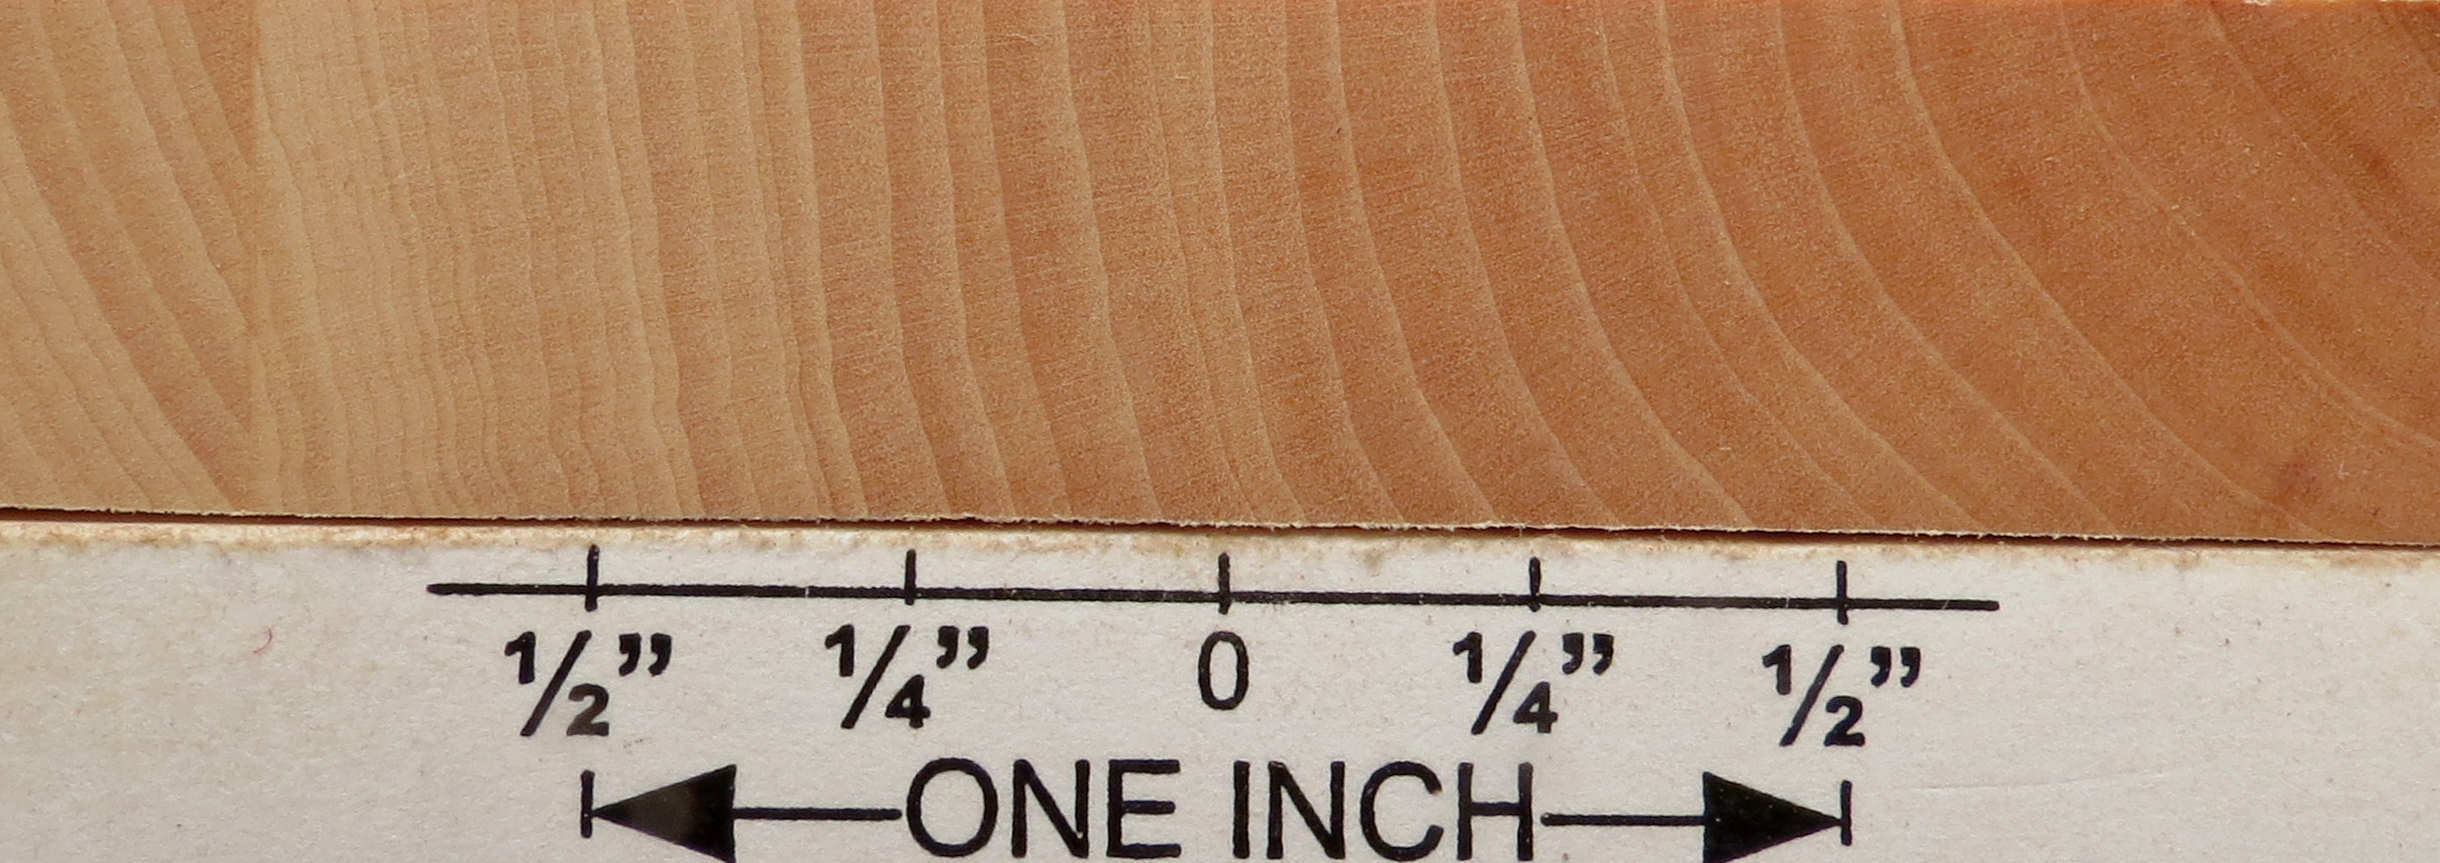 ½” ¼” 0 ¼” ½”
ONE INCH